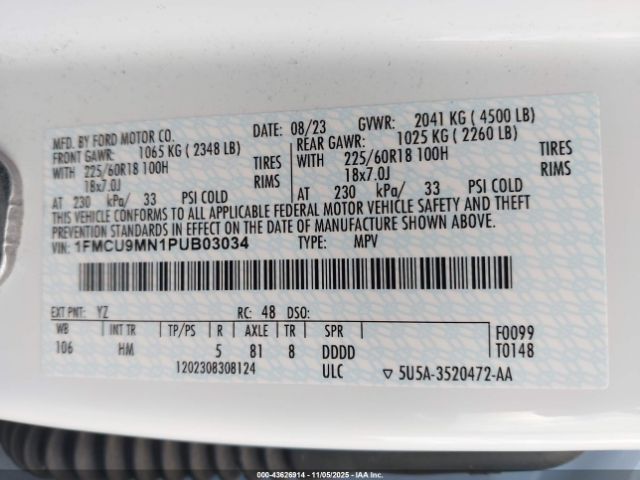 MFD. BY FORD MOTOR CO.
DATE: 08/23 GVWR: 2041 KG ( 4500 LB)
FRONT GAWR: 1065 KG ( 2348 LB) REAR GAWR: 1025 KG ( 2260 LB)
WITH 225/60R18 100H TIRES WITH 225/60R18 100H TIRES
18x7.0J RIMS 18x7.0J RIMS
AT 230 kPa/ 33 PSI COLD AT 230 kPa/ 33 PSI COLD
THIS VEHICLE CONFORMS TO ALL APPLICABLE FEDERAL MOTOR VEHICLE SAFETY AND THEFT
PREVENTION STANDARDS IN EFFECT ON THE DATE OF MANUFACTURE SHOWN ABOVE.
VIN: 1FMCU9MN1PUB03034 TYPE: MPV
EXT PNT: YZ RC: 48 DSO:
WB INT TR TP/PS R AXLE TR SPR F0099
106 HM 5 81 8 DDDD T0148
1202308308124 ULC ▽ 5U5A-3520472-AA
000-43626914 - 11/05/2025 - IAA Inc.